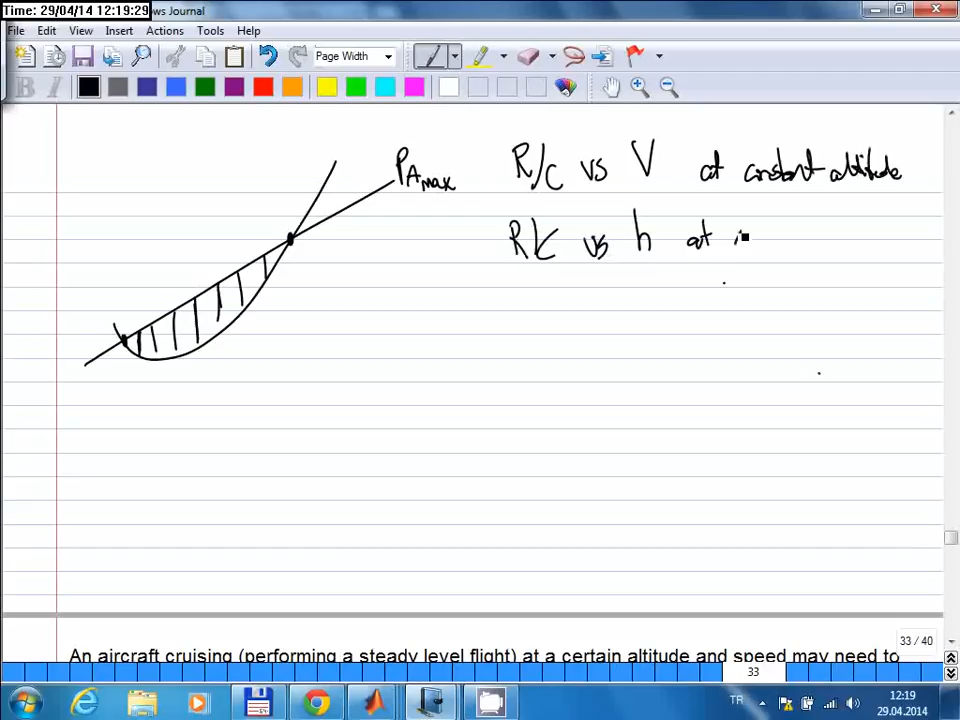 Time: 29/04/14 12:19:29
ws Journal
File Edit View Insert Actions Tools Help
Page Width
B I
P_Amax
R/C vs V at constant altitude
R/C vs h at
33 / 40
An aircraft cruising (performing a steady level flight) at a certain altitude and speed may need to
33
TR
12:19
29.04.2014